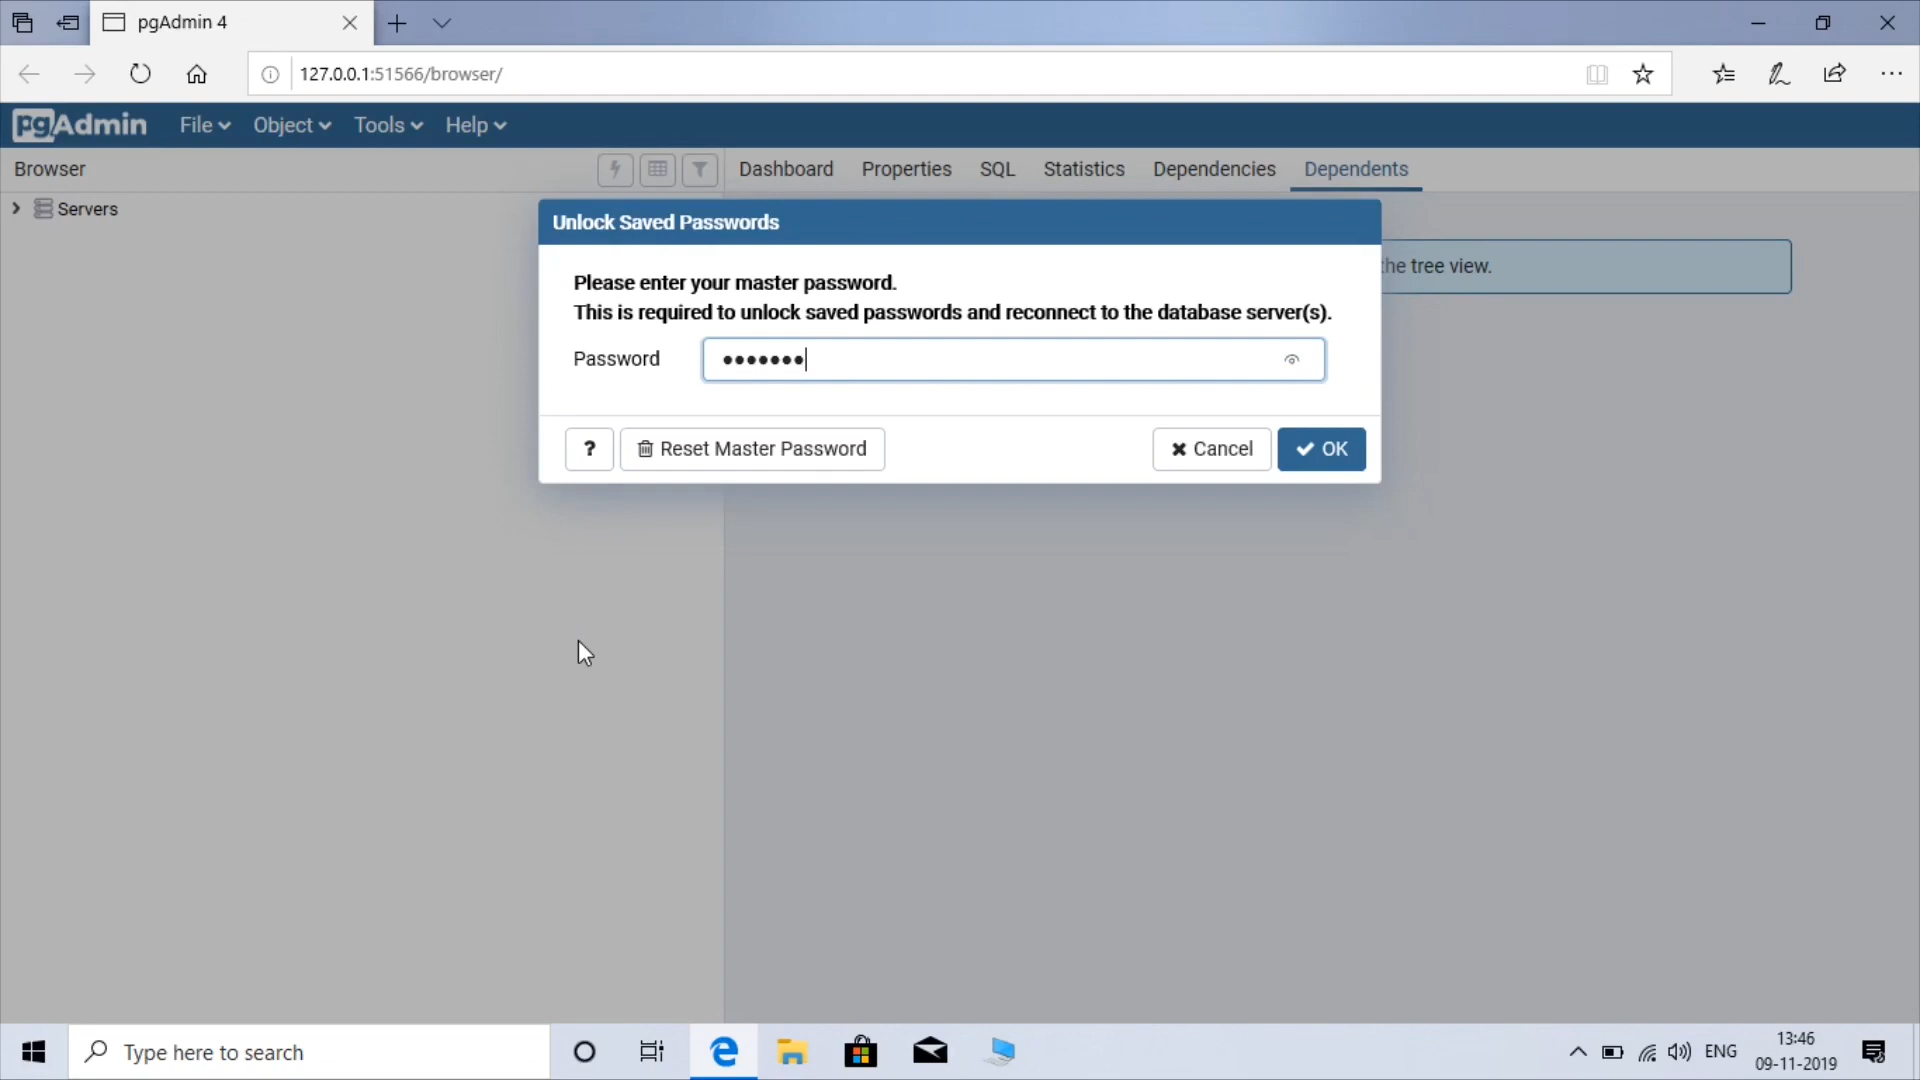 pgAdmin 4
127.0.0.1:51566/browser/
pgAdmin File Object Tools Help
Browser
Dashboard Properties SQL Statistics Dependencies Dependents
Servers
Unlock Saved Passwords
the tree view.
Please enter your master password.
This is required to unlock saved passwords and reconnect to the database server(s).
Password •••••••
? Reset Master Password Cancel OK
Type here to search
ENG
13:46
09-11-2019